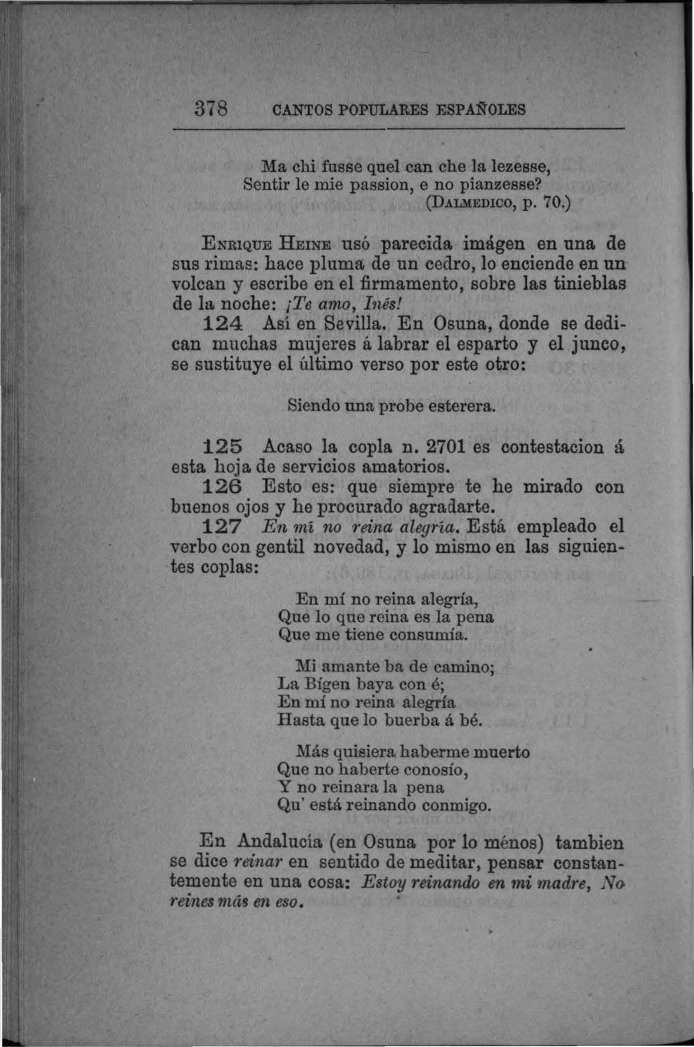 378 CANTOS POPULARES ESPAÑOLES
Ma chi fusse quel can che la lezesse,
Sentir le mie passion, e no pianzesse?
(DALMEDICO, p. 70.)
ENRIQUE HEINE usó parecida imágen en una de
sus rimas: hace pluma de un cedro, lo enciende en un
volcan y escribe en el firmamento, sobre las tinieblas
de la noche: ¡Te amo, Inés!
124 Así en Sevilla. En Osuna, donde se dedi-
can muchas mujeres á labrar el esparto y el junco,
se sustituye el último verso por este otro:
Siendo una probe esterera.
125 Acaso la copla n. 2701 es contestacion á
esta hoja de servicios amatorios.
126 Esto es: que siempre te he mirado con
buenos ojos y he procurado agradarte.
127 En mí no reina alegría. Está empleado el
verbo con gentil novedad, y lo mismo en las siguien-
tes coplas:
En mí no reina alegría,
Que lo que reina es la pena
Que me tiene consumía.
Mi amante ba de camino;
La Bígen baya con é;
En mí no reina alegría
Hasta que lo buerba á bé.
Más quisiera haberme muerto
Que no haberte conosío,
Y no reinara la pena
Qu' está reinando conmigo.
En Andalucía (en Osuna por lo ménos) tambien
se dice reinar en sentido de meditar, pensar constan-
temente en una cosa: Estoy reinando en mi madre, No
reines más en eso.